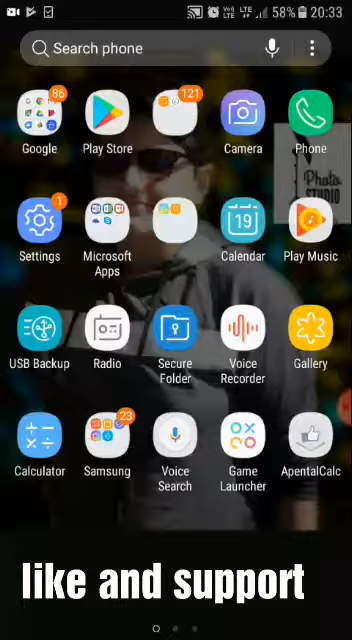 58% 20:33
Search phone
86
121
Google
Play Store
Camera
Phone
Photo
STUDIO
1
19
Settings
Microsoft
Apps
Calendar
Play Music
USB Backup
Radio
Secure
Folder
Voice
Recorder
Gallery
23
Calculator
Samsung
Voice
Search
Game
Launcher
ApentalCalc
like and support